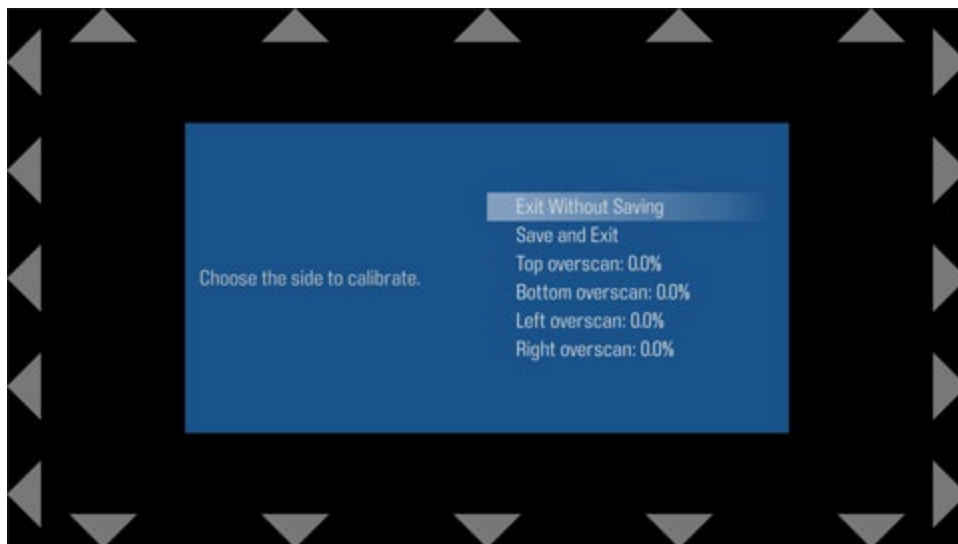 Choose the side to calibrate.
Exit Without Saving
Save and Exit
Top overscan: 0.0%
Bottom overscan: 0.0%
Left overscan: 0.0%
Right overscan: 0.0%